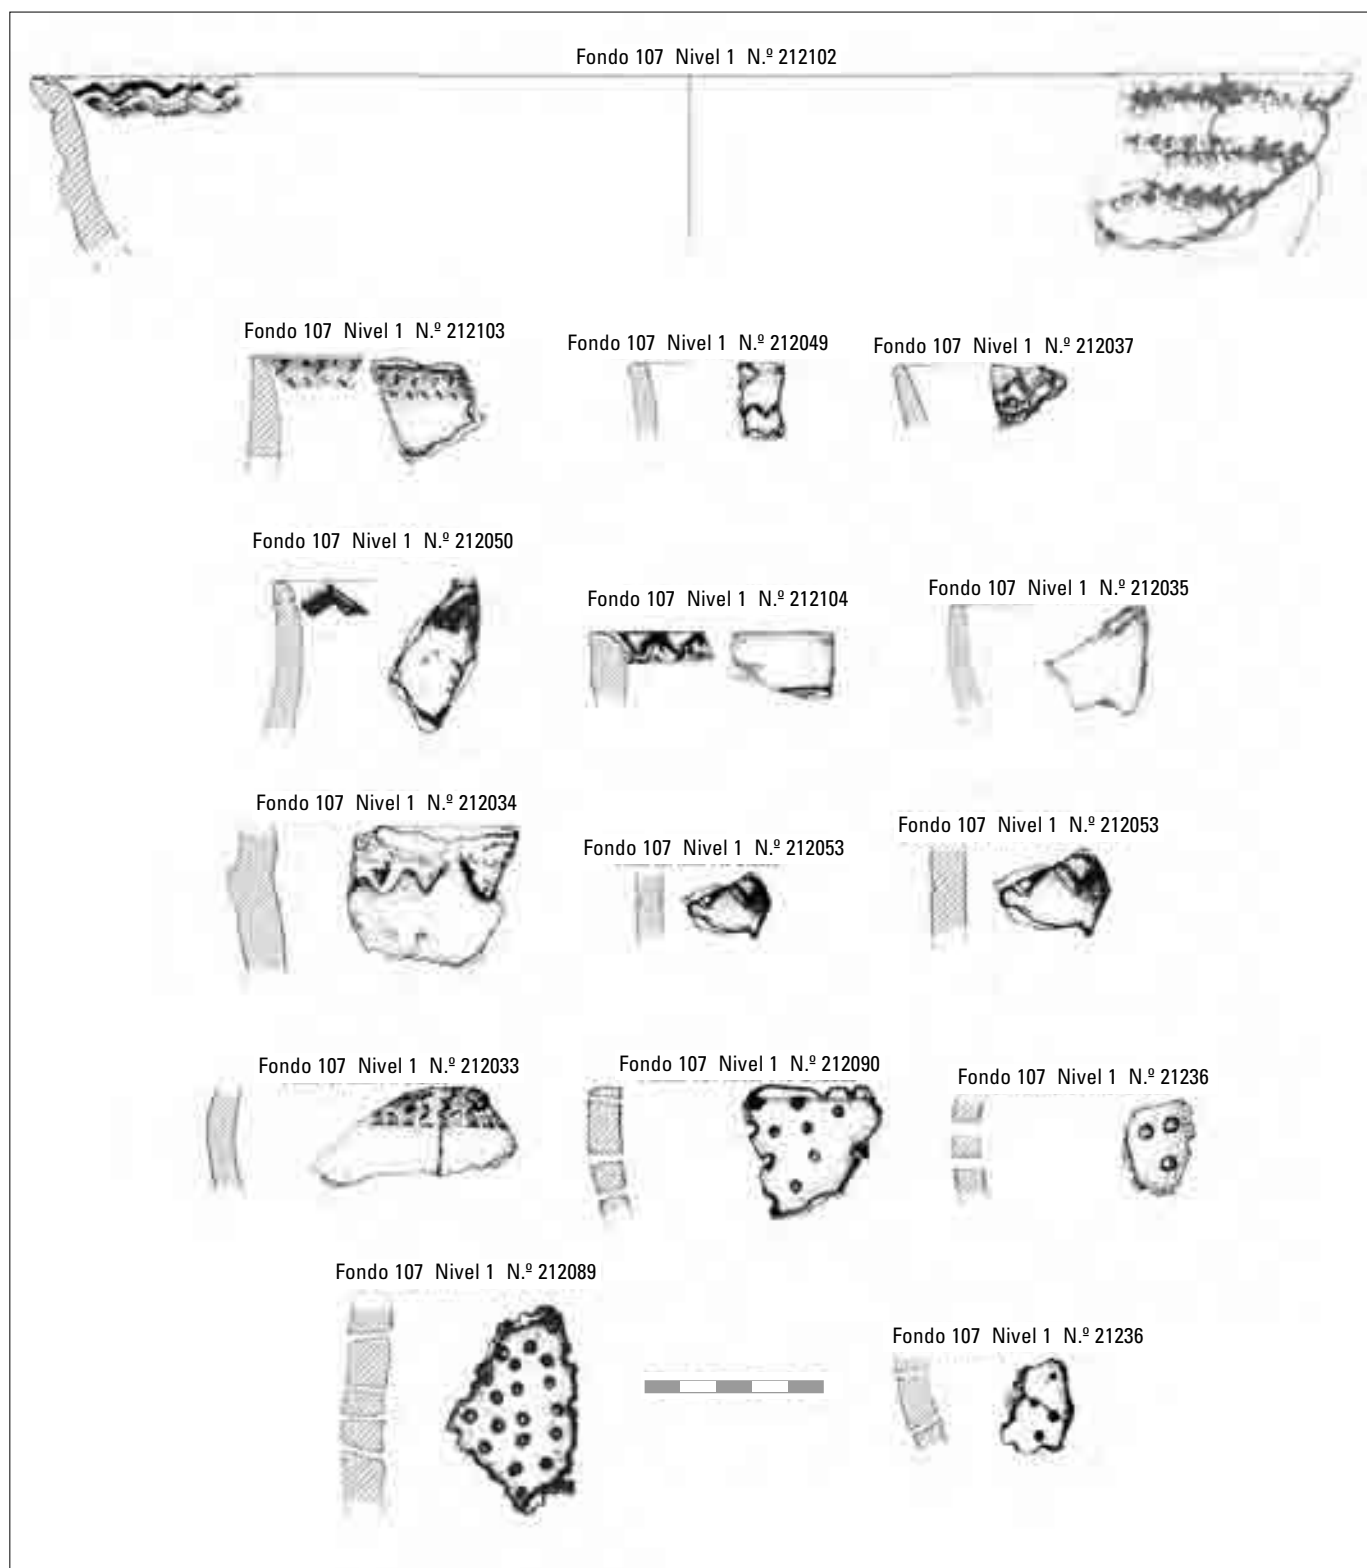 Fondo 107 Nivel 1 N.º 212102
Fondo 107 Nivel 1 N.º 212103
Fondo 107 Nivel 1 N.º 212049
Fondo 107 Nivel 1 N.º 212037
Fondo 107 Nivel 1 N.º 212050
Fondo 107 Nivel 1 N.º 212104
Fondo 107 Nivel 1 N.º 212035
Fondo 107 Nivel 1 N.º 212034
Fondo 107 Nivel 1 N.º 212053
Fondo 107 Nivel 1 N.º 212053
Fondo 107 Nivel 1 N.º 212033
Fondo 107 Nivel 1 N.º 212090
Fondo 107 Nivel 1 N.º 21236
Fondo 107 Nivel 1 N.º 212089
Fondo 107 Nivel 1 N.º 21236